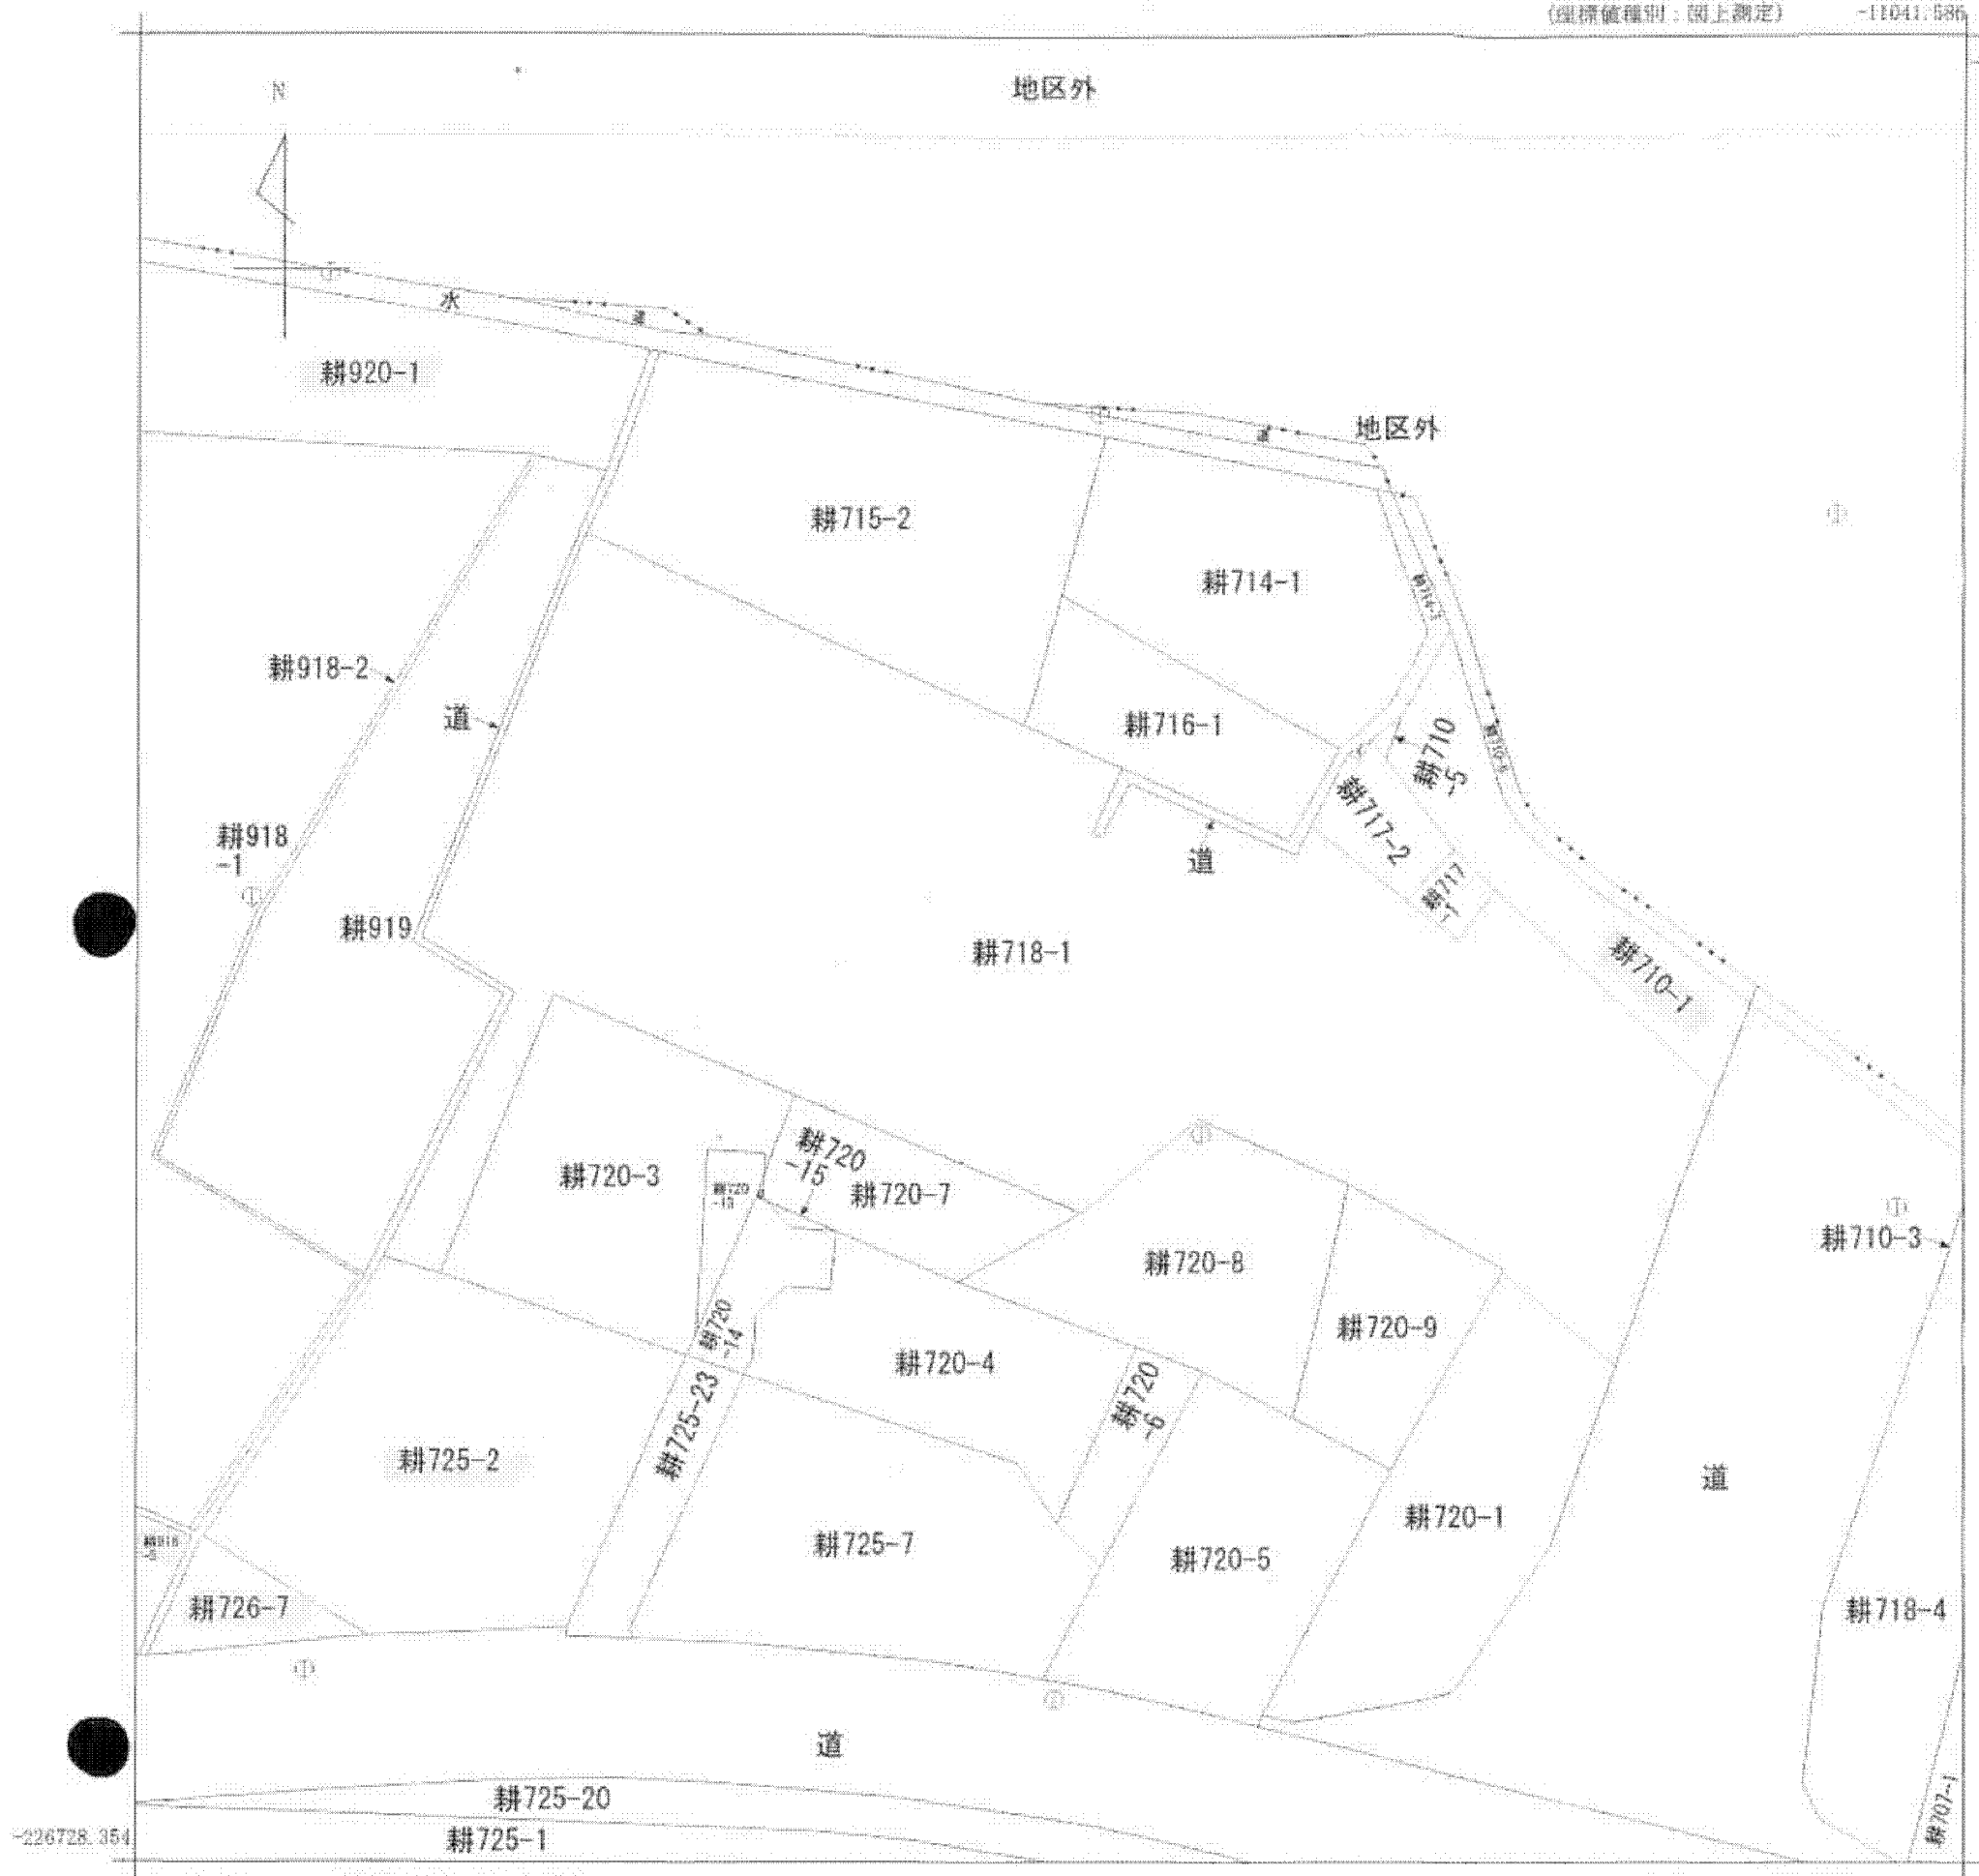 (座標値種別：図上測定)
-11041.586
地区外
N
水
道
耕920-1
地区外
道
耕715-2
耕714-1
耕918-2
道
耕716-1
耕710
-5
耕717-2
耕918
-1
道
耕717
-1
耕919
耕718-1
耕710-1
耕720-3
耕720
-15
耕720-7
耕720-8
耕710-3
耕720
-14
耕720-9
耕720-4
耕720
-6
耕725-23
耕725-2
道
耕720-1
耕725-7
耕720-5
耕726-7
耕718-4
道
耕725-20
耕707-1
-226728.354
耕725-1